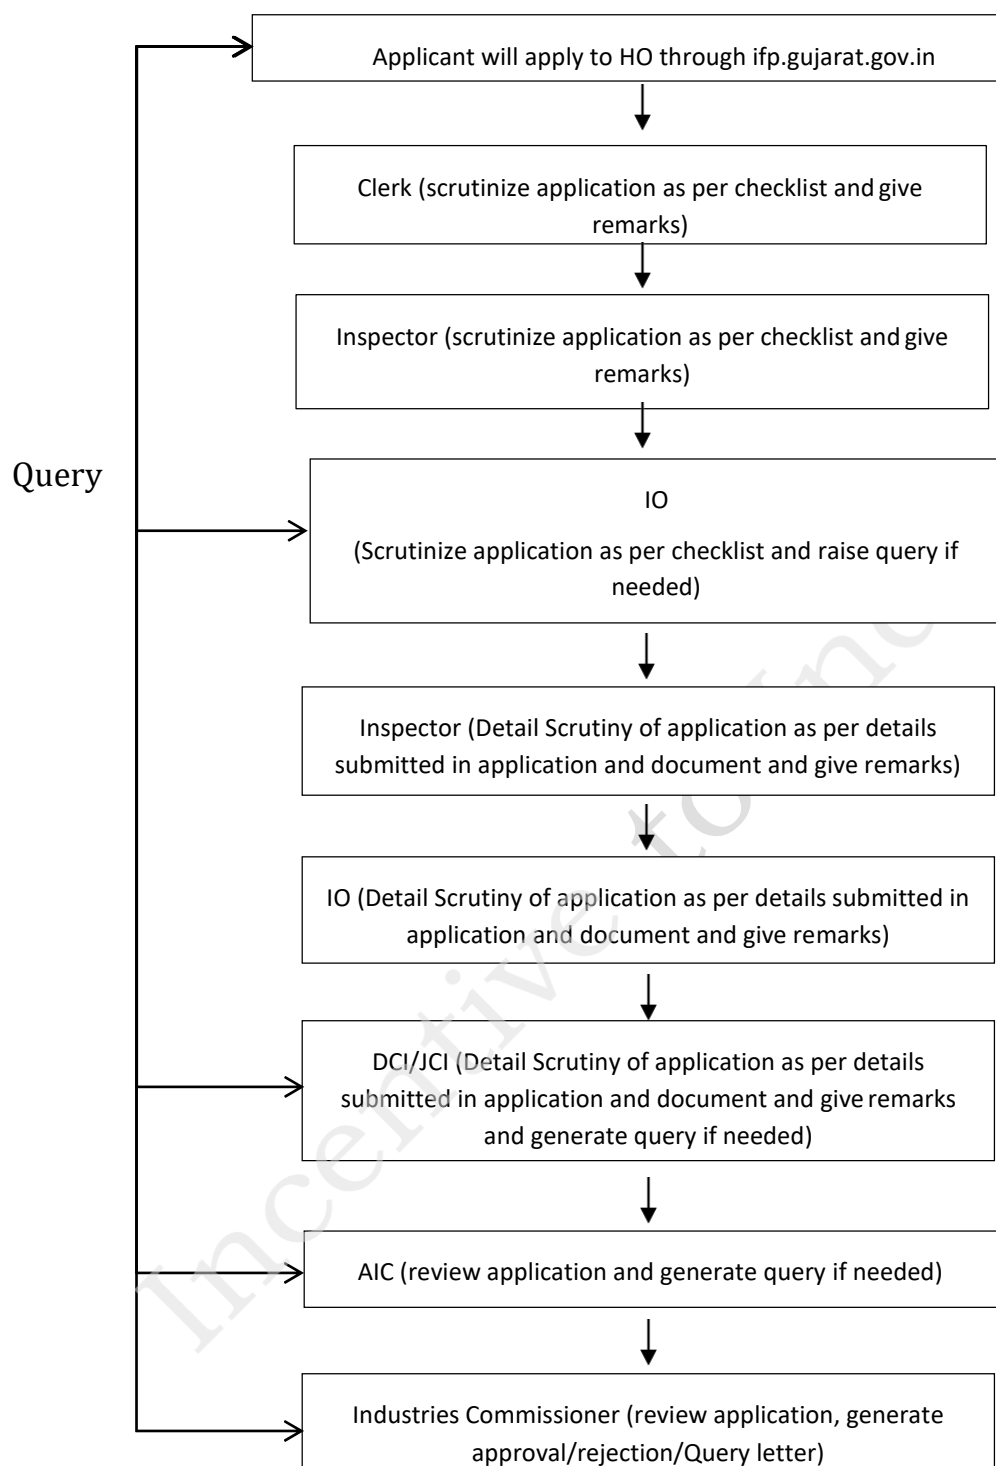 Applicant will apply to HO through ifp.gujarat.gov.in
Clerk (scrutinize application as per checklist and give
remarks)
Inspector (scrutinize application as per checklist and give
remarks)
Query
IO
(Scrutinize application as per checklist and raise query if
needed)
Inspector (Detail Scrutiny of application as per details
submitted in application and document and give remarks)
IO (Detail Scrutiny of application as per details submitted in
application and document and give remarks)
DCI/JCI (Detail Scrutiny of application as per details
submitted in application and document and give remarks
and generate query if needed)
AIC (review application and generate query if needed)
Industries Commissioner (review application, generate
approval/rejection/Query letter)
Incentive to